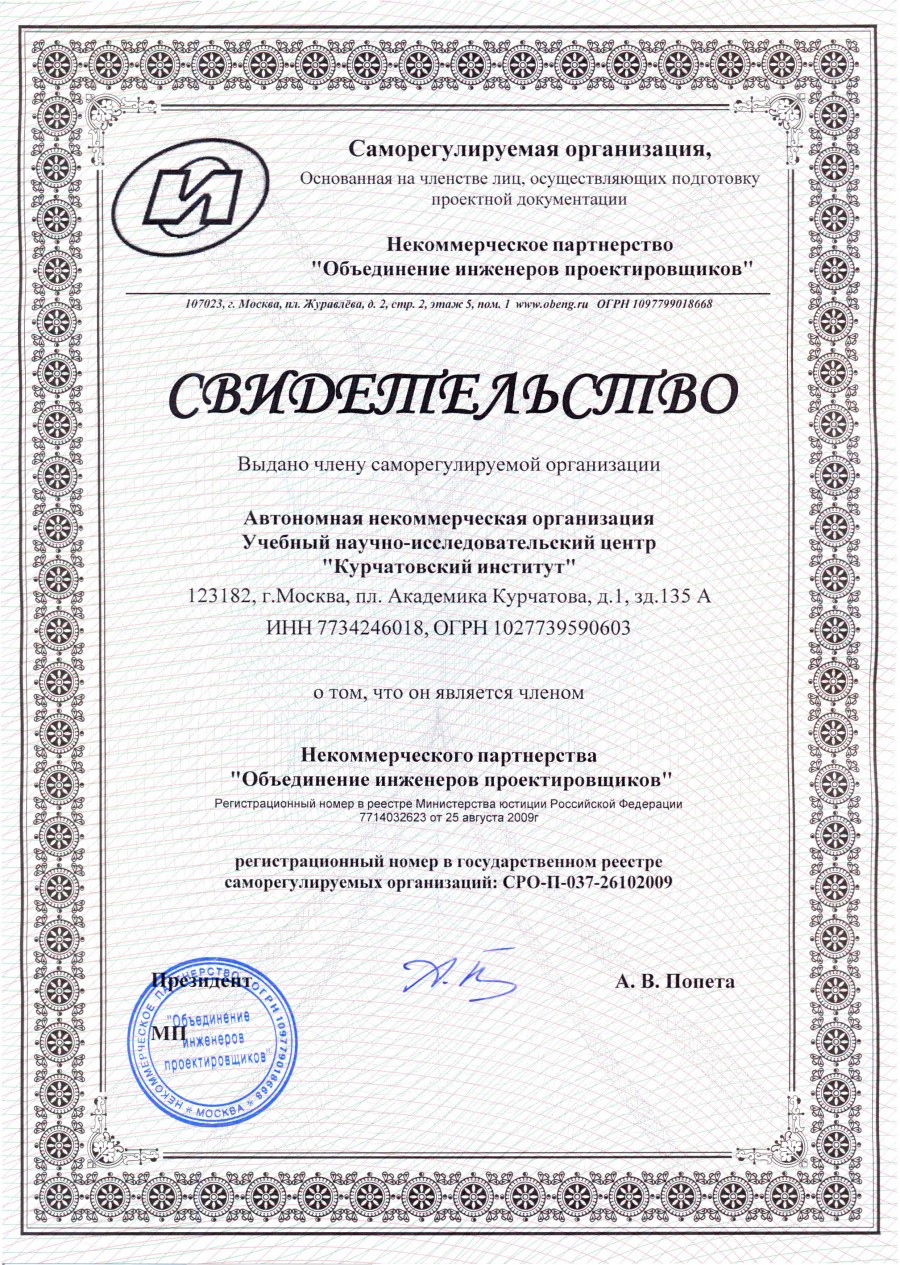 Саморегулируемая организация,
Основанная на членстве лиц, осуществляющих подготовку
проектной документации
Некоммерческое партнерство
"Объединение инженеров проектировщиков"
107023, г. Москва, пл. Журавлёва, д. 2, стр. 2, этаж 5, пом. 1 www.obeng.ru ОГРН 1097799018668
СВИДЕТЕЛЬСТВО
Выдано члену саморегулируемой организации
Автономная некоммерческая организация
Учебный научно-исследовательский центр
"Курчатовский институт"
123182, г.Москва, пл. Академика Курчатова, д.1, зд.135 А
ИНН 7734246018, ОГРН 1027739590603
о том, что он является членом
Некоммерческого партнерства
"Объединение инженеров проектировщиков"
Регистрационный номер в реестре Министерства юстиции Российской Федерации
7714032623 от 25 августа 2009г
регистрационный номер в государственном реестре
саморегулируемых организаций: СРО-П-037-26102009
Президент
А. В. Попета
МП
НЕКОММЕРЧЕСКОЕ ПАРТНЕРСТВО * ОГРН 1097799018668 * МОСКВА *
"Объединение
инженеров
проектировщиков"